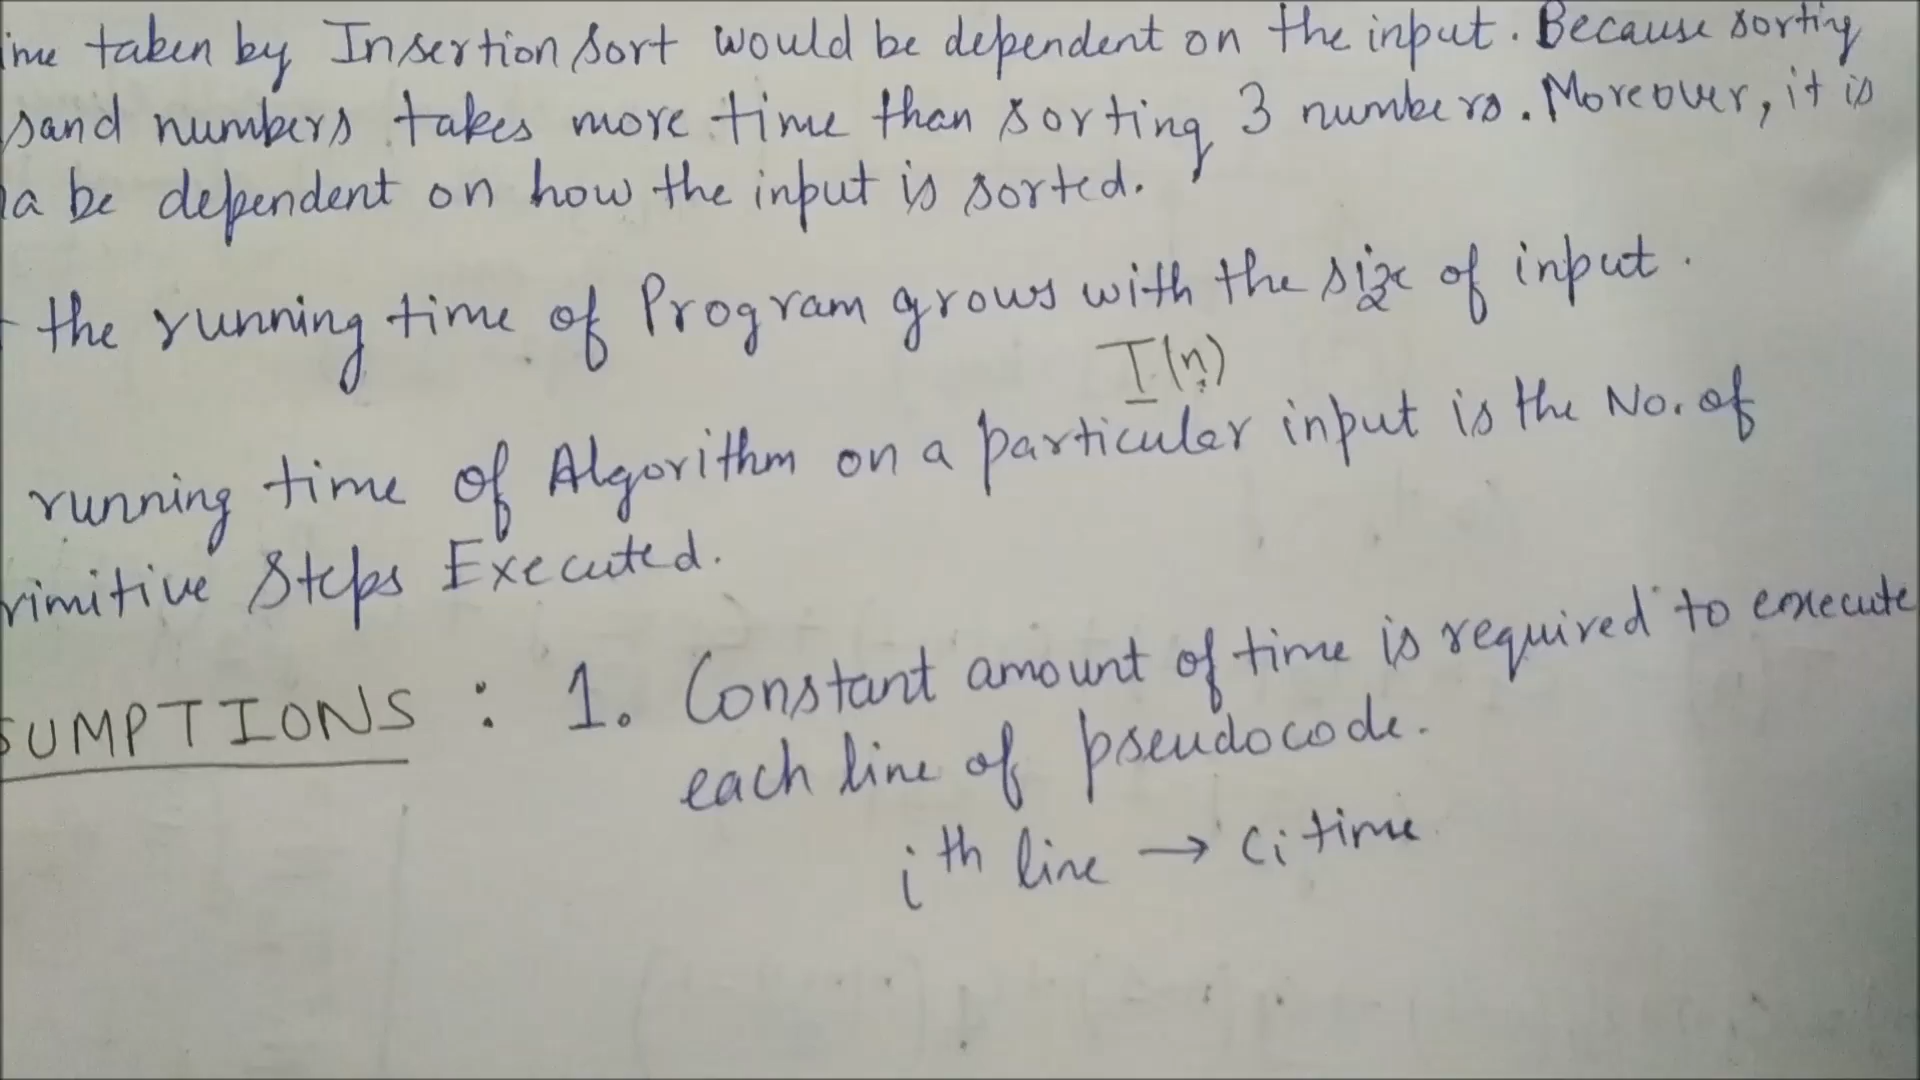 ime taken by Insertion Sort would be dependent on the input. Because sorting
sand numbers takes more time than sorting 3 numbers. Moreover, it is
a be dependent on how the input is sorted.
the running time of Program grows with the size of input.
T(n)
running time of Algorithm on a particular input is the No. of
rimitive Steps Executed.
SUMPTIONS : 1. Constant amount of time is required to execute
each line of pseudocode.
i th line → Ci time